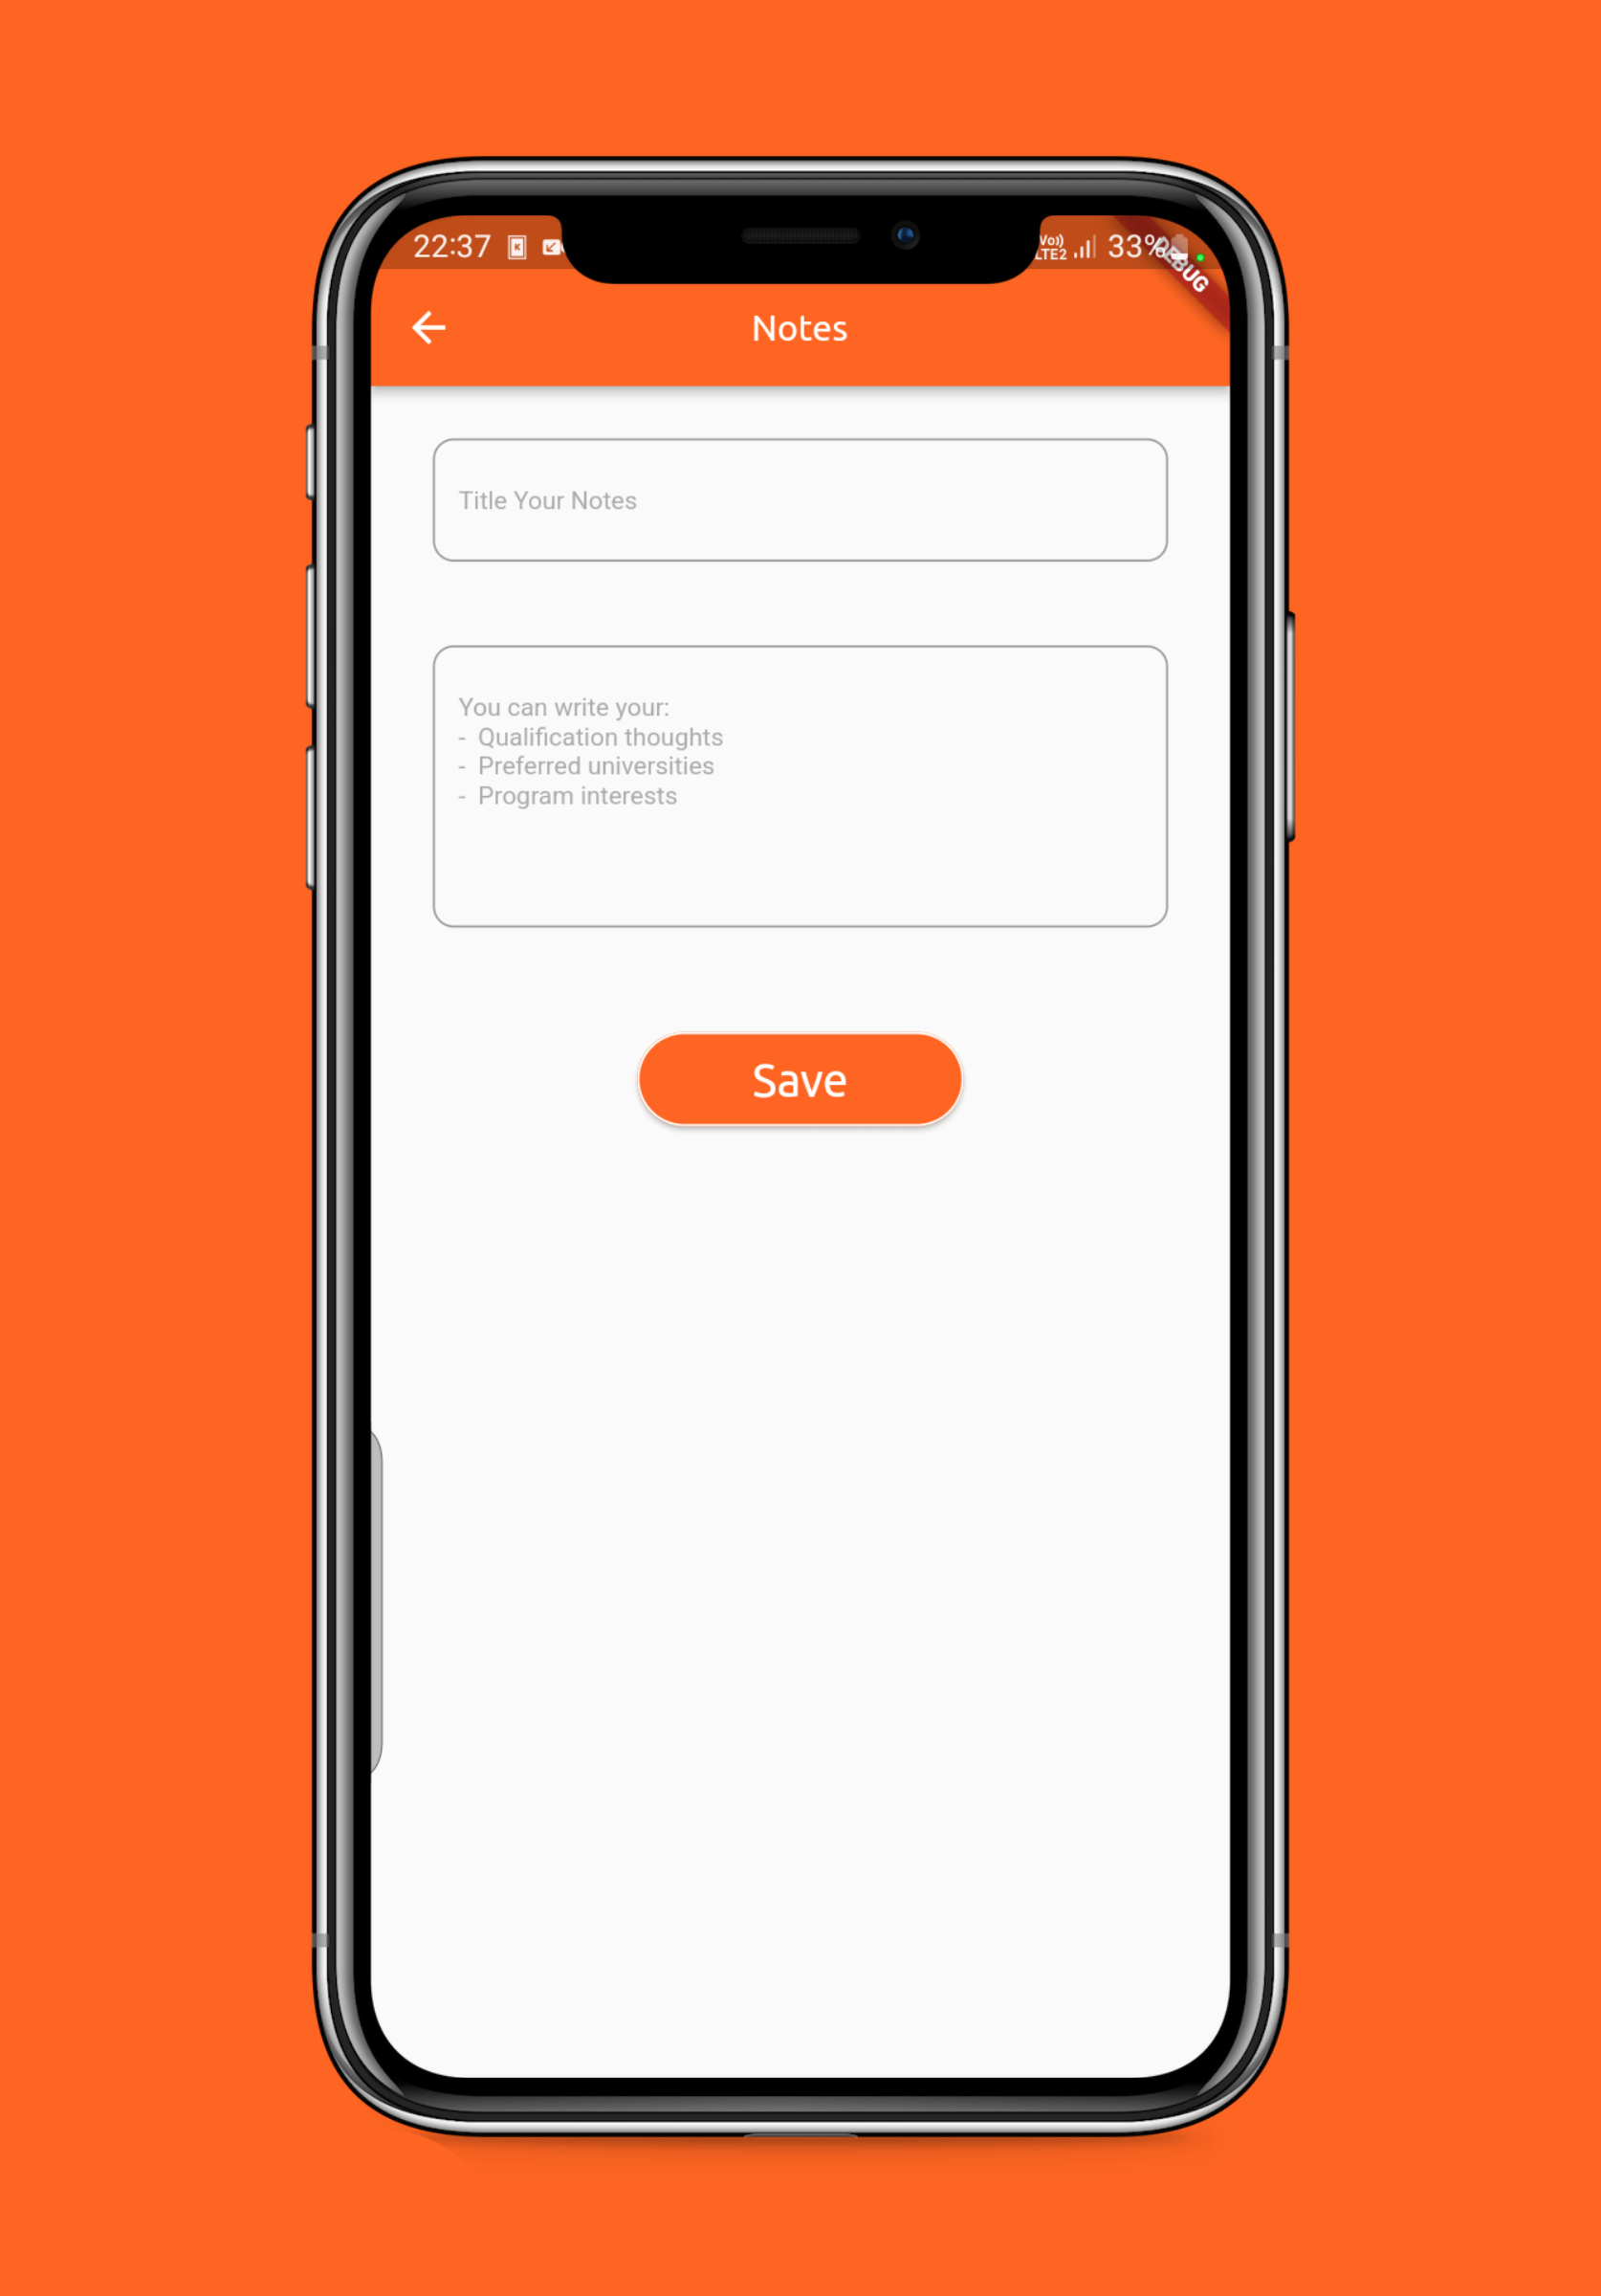 22:37
Vo))
LTE2
33%
DEBUG
Notes
Title Your Notes
You can write your:
- Qualification thoughts
- Preferred universities
- Program interests
Save